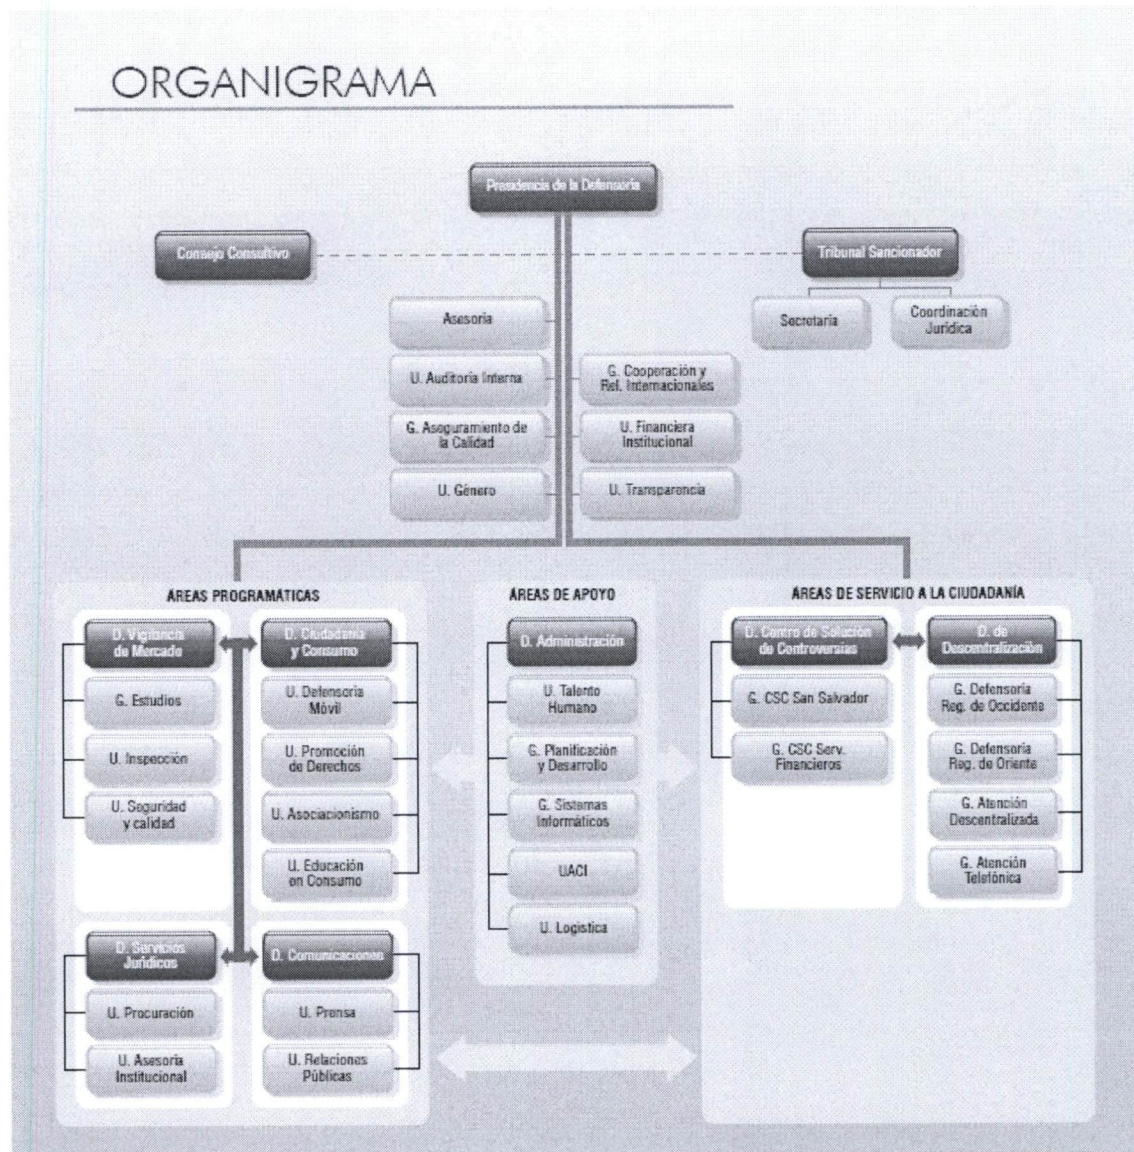 ORGANIGRAMA
Presidencia de la Defensoría
Consejo Consultivo
Tribunal Sancionador
Secretaría
Coordinación
Jurídica
Asesoría
U. Auditoría Interna
G. Cooperación y
Rel. Internacionales
G. Aseguramiento de
la Calidad
U. Financiera
Institucional
U. Género
U. Transparencia
ÁREAS PROGRAMÁTICAS
D. Vigilancia
de Mercado
G. Estudios
U. Inspección
U. Seguridad
y calidad
D. Ciudadanía
y Consumo
U. Defensoría
Móvil
U. Promoción
de Derechos
U. Asociacionismo
U. Educación
en Consumo
D. Servicios
Jurídicos
U. Procuración
U. Asesoría
Institucional
D. Comunicaciones
U. Prensa
U. Relaciones
Públicas
ÁREAS DE APOYO
D. Administración
U. Talento
Humano
G. Planificación
y Desarrollo
G. Sistemas
Informáticos
UACI
U. Logística
ÁREAS DE SERVICIO A LA CIUDADANÍA
D. Centro de Solución
de Controversias
G. CSC San Salvador
G. CSC Serv.
Financieros
D. de
Descentralización
G. Defensoría
Reg. de Occidente
G. Defensoría
Reg. de Oriente
G. Atención
Descentralizada
G. Atención
Telefónica